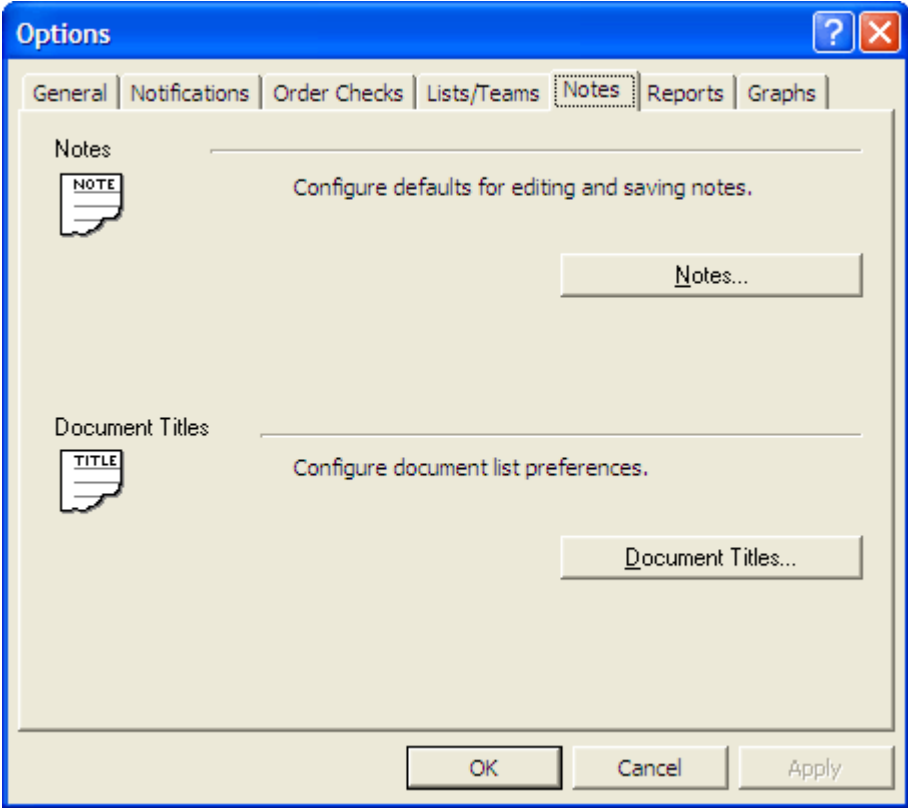 Options
General Notifications Order Checks Lists/Teams Notes Reports Graphs
Notes
NOTE
Configure defaults for editing and saving notes.
Notes...
Document Titles
TITLE
Configure document list preferences.
Document Titles...
OK Cancel Apply